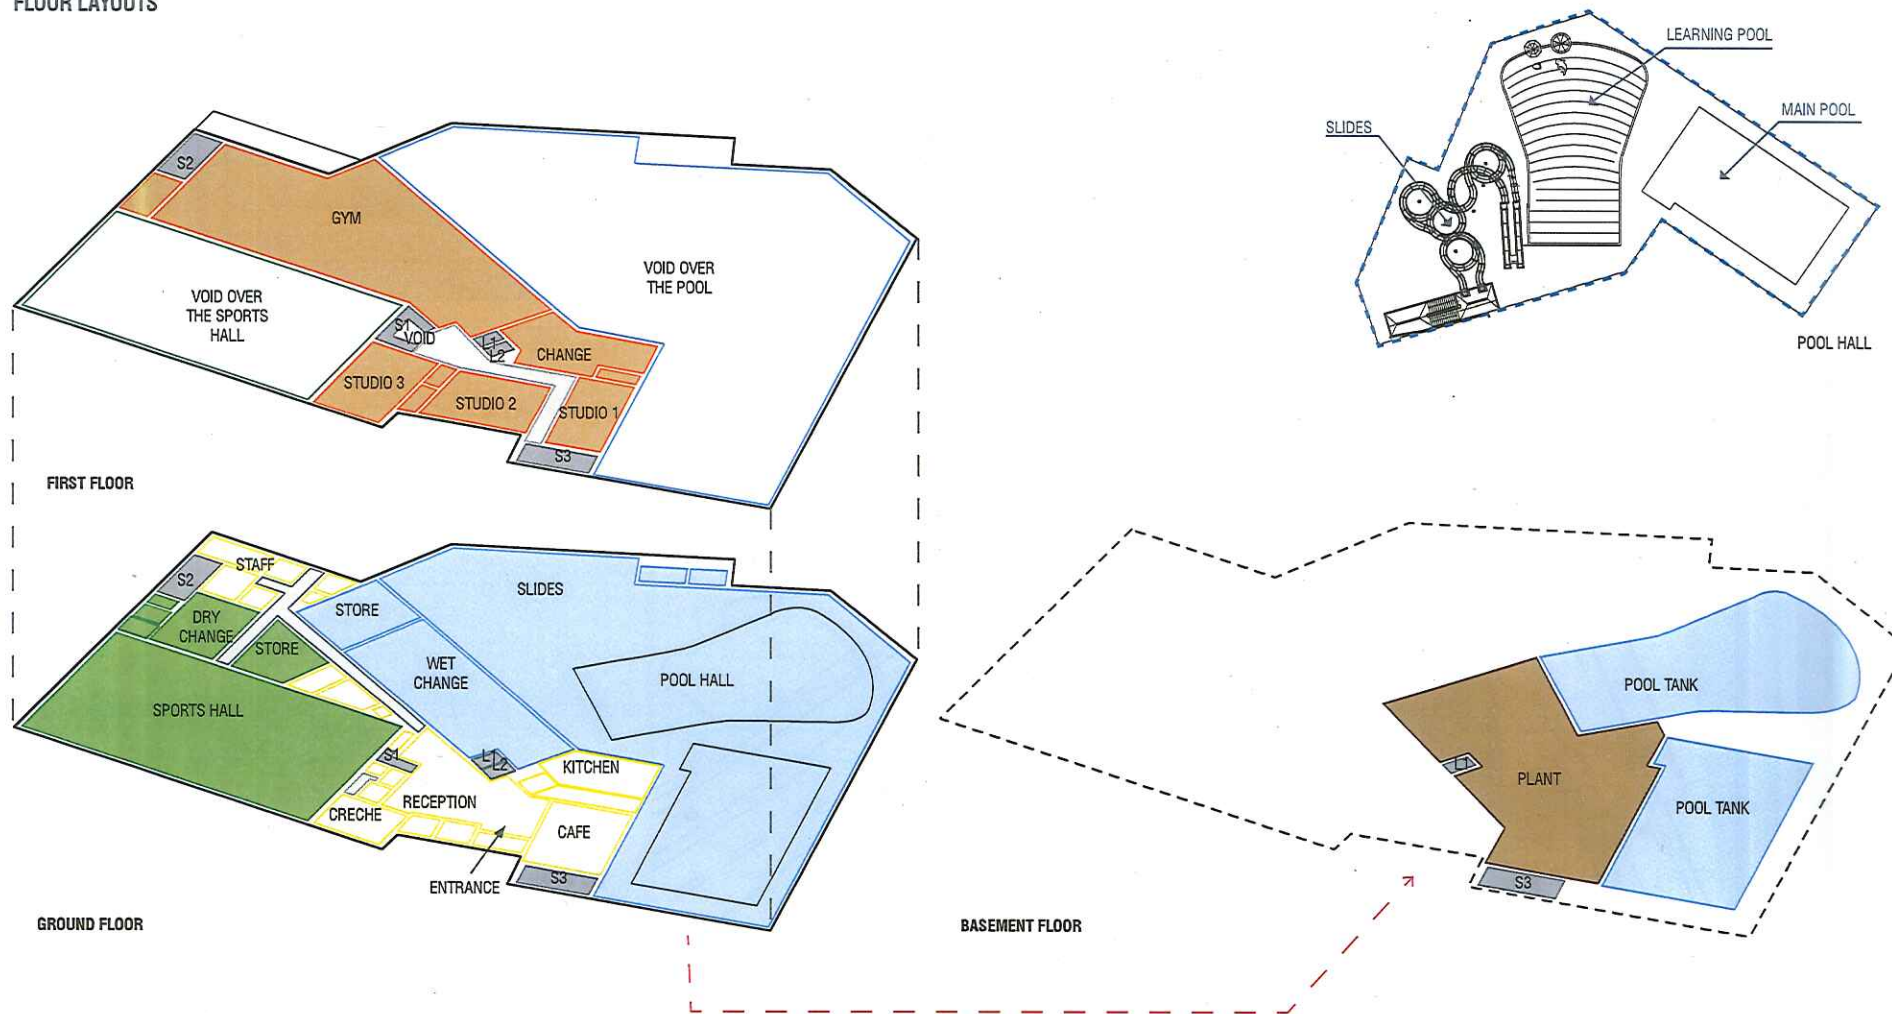 FLOOR LAYOUTS
LEARNING POOL
MAIN POOL
SLIDES
POOL HALL
S2
GYM
VOID OVER
THE POOL
VOID OVER
THE SPORTS
HALL
S1
VOID
L1
L2
CHANGE
STUDIO 3
STUDIO 2
STUDIO 1
S3
FIRST FLOOR
STAFF
S2
SLIDES
STORE
DRY
CHANGE
STORE
WET
CHANGE
POOL HALL
SPORTS HALL
S1
L1
L2
KITCHEN
RECEPTION
CRECHE
CAFE
S3
ENTRANCE
GROUND FLOOR
POOL TANK
L1
PLANT
POOL TANK
S3
BASEMENT FLOOR